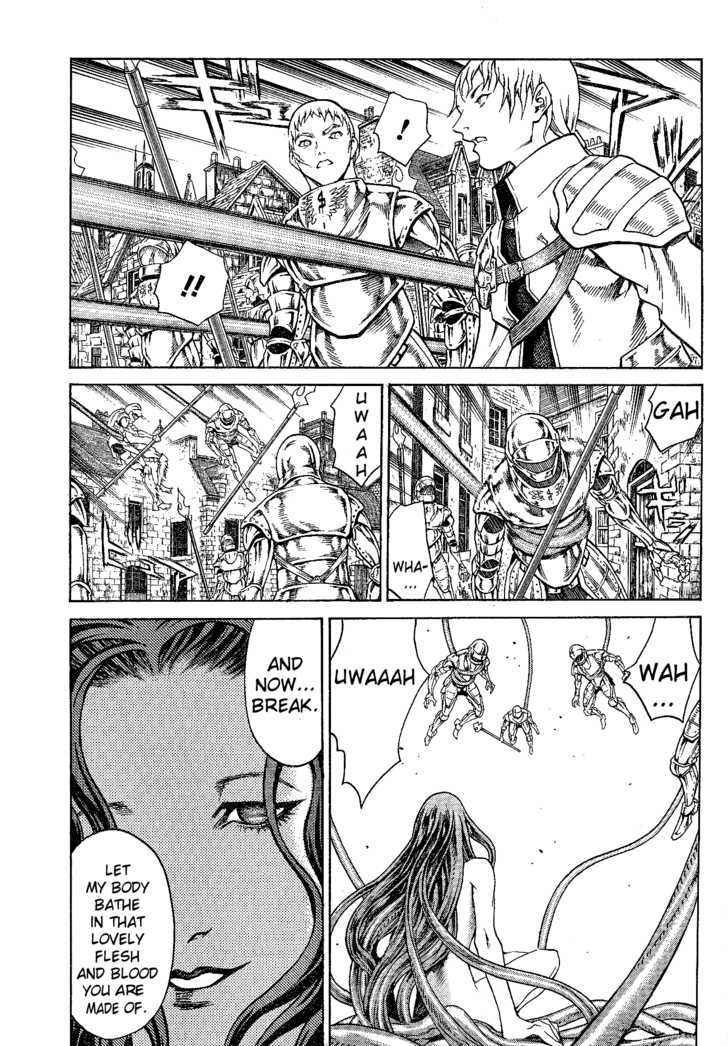 !
!!
GAH
WHA-
...
UWAAH
WAH
...
UWAAAH
AND
NOW...
BREAK.
LET
MY BODY
BATHE
IN THAT
LOVELY
FLESH
AND BLOOD
YOU ARE
MADE OF.